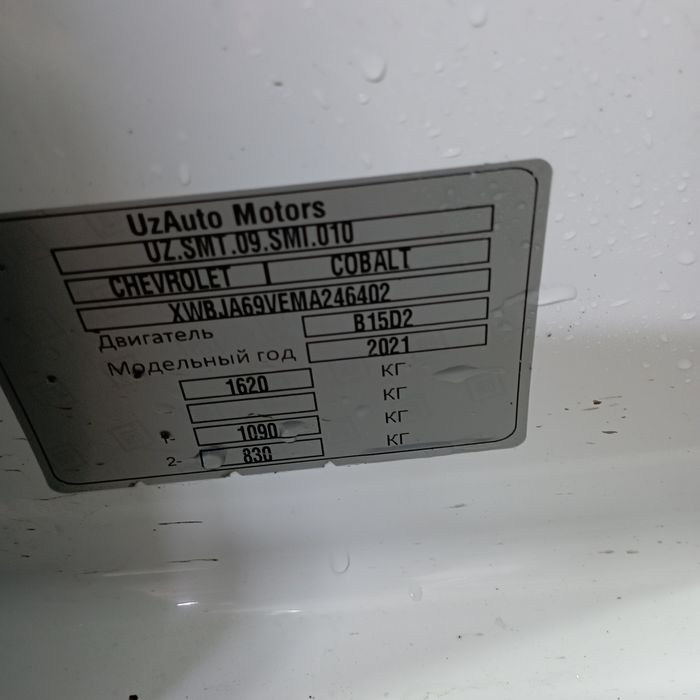 UzAuto Motors
UZ.SMT.09.SMI.010
CHEVROLET COBALT
XWBJA69VEMA246402
Двигатель B15D2
Модельный год 2021
1620 КГ
КГ
1- 1090 КГ
2- 830 КГ